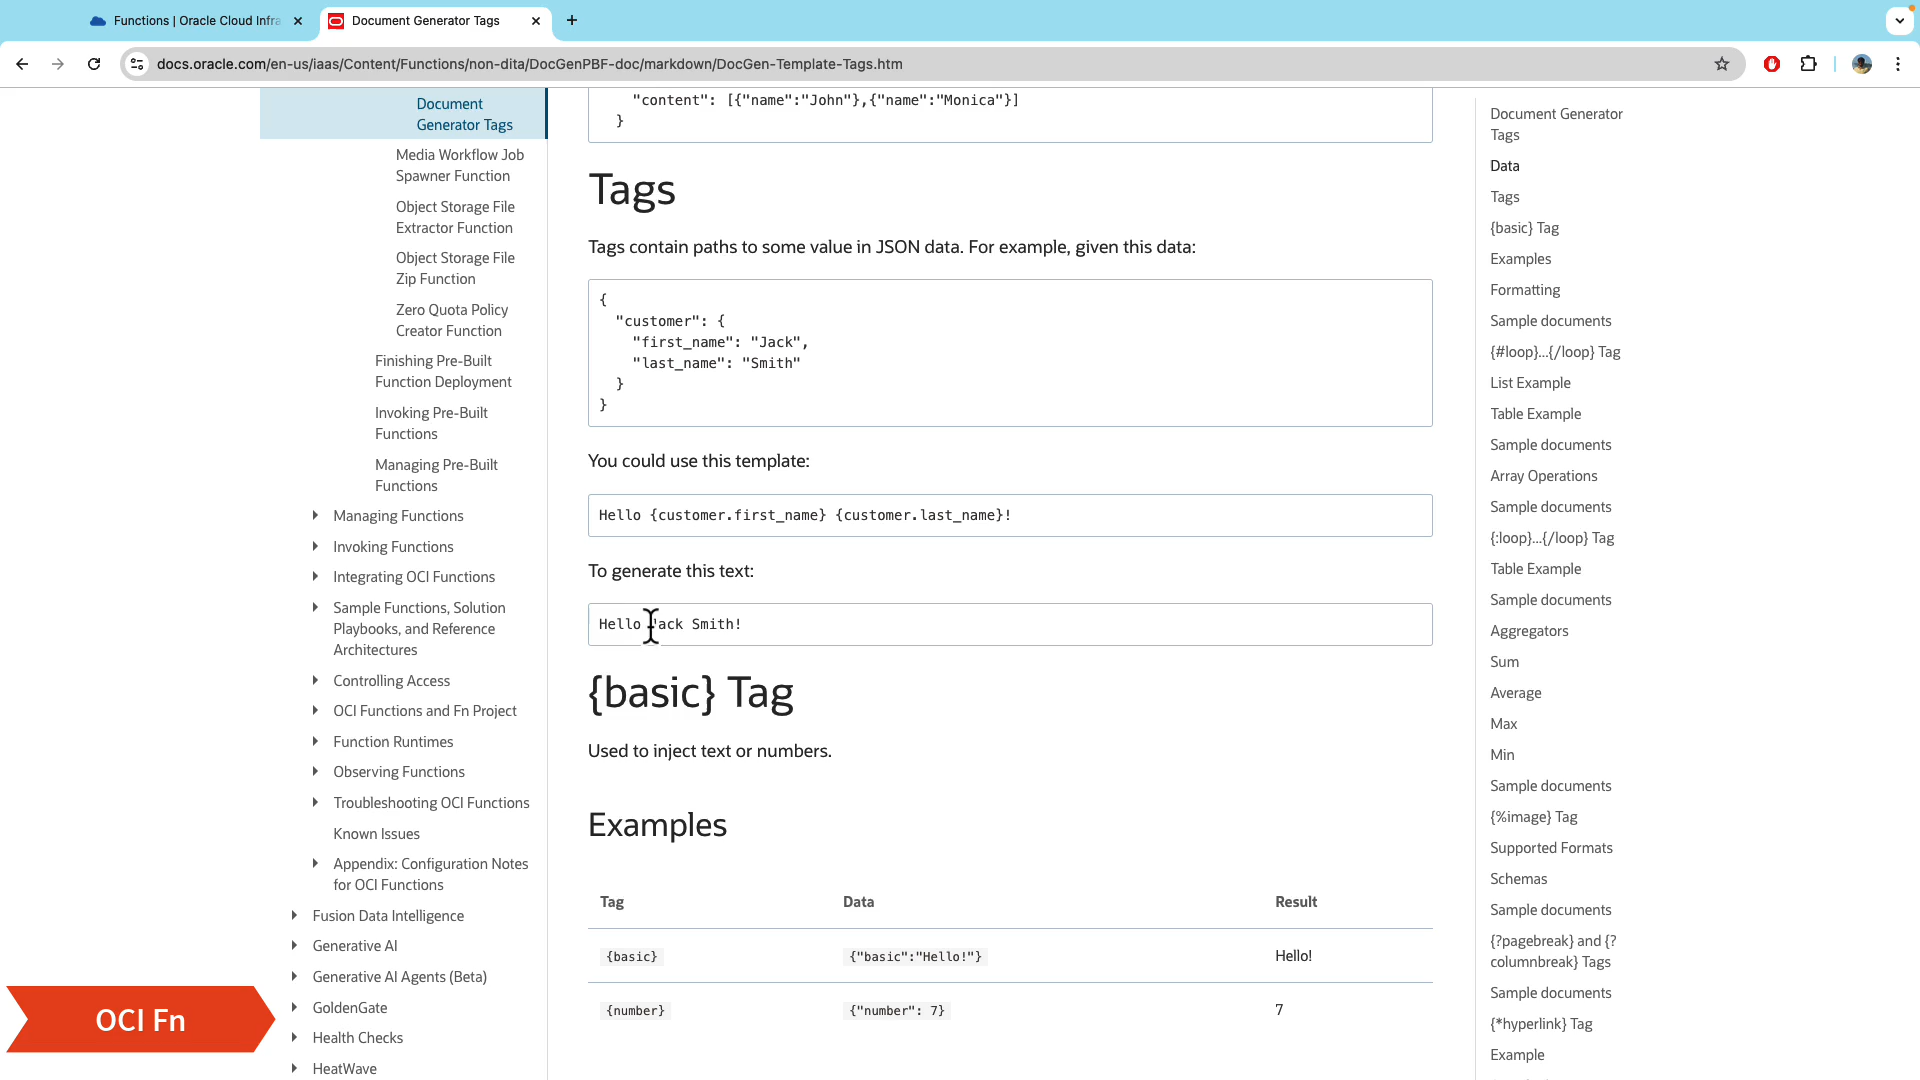 Functions | Oracle Cloud Infra
Document Generator Tags
docs.oracle.com/en-us/iaas/Content/Functions/non-dita/DocGenPBF-doc/markdown/DocGen-Template-Tags.htm
Document
Generator Tags
Media Workflow Job
Spawner Function
Object Storage File
Extractor Function
Object Storage File
Zip Function
Zero Quota Policy
Creator Function
Finishing Pre-Built
Function Deployment
Invoking Pre-Built
Functions
Managing Pre-Built
Functions
Managing Functions
Invoking Functions
Integrating OCI Functions
Sample Functions, Solution
Playbooks, and Reference
Architectures
Controlling Access
OCI Functions and Fn Project
Function Runtimes
Observing Functions
Troubleshooting OCI Functions
Known Issues
Appendix: Configuration Notes
for OCI Functions
Fusion Data Intelligence
Generative AI
Generative AI Agents (Beta)
GoldenGate
Health Checks
HeatWave
OCI Fn
"content": [{"name":"John"},{"name":"Monica"}]
}
Tags
Tags contain paths to some value in JSON data. For example, given this data:
{
"customer": {
"first_name": "Jack",
"last_name": "Smith"
}
}
You could use this template:
Hello {customer.first_name} {customer.last_name}!
To generate this text:
Hello Jack Smith!
{basic} Tag
Used to inject text or numbers.
Examples
Tag Data Result
{basic} {"basic":"Hello!"} Hello!
{number} {"number": 7} 7
Document Generator
Tags
Data
Tags
{basic} Tag
Examples
Formatting
Sample documents
{#loop}...{/loop} Tag
List Example
Table Example
Sample documents
Array Operations
Sample documents
{:loop}...{/loop} Tag
Table Example
Sample documents
Aggregators
Sum
Average
Max
Min
Sample documents
{%image} Tag
Supported Formats
Schemas
Sample documents
{?pagebreak} and {?
columnbreak} Tags
Sample documents
{*hyperlink} Tag
Example